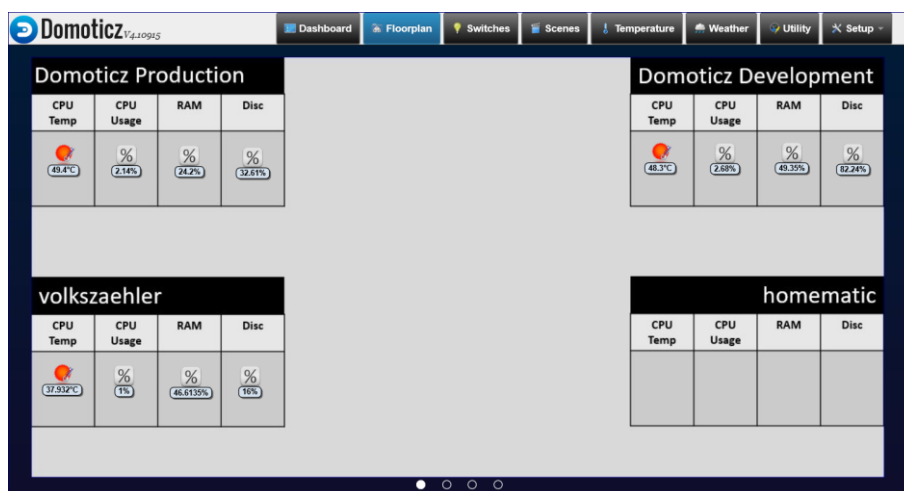 Domoticz V4.10915
Dashboard Floorplan Switches Scenes Temperature Weather Utility Setup
Domoticz Production
CPU Temp CPU Usage RAM Disc
49.4°C 2.14% 24.2% 32.61%
Domoticz Development
CPU Temp CPU Usage RAM Disc
48.3°C 2.68% 49.35% 82.24%
volkszaehler
CPU Temp CPU Usage RAM Disc
37.932°C 1% 46.6135% 16%
homematic
CPU Temp CPU Usage RAM Disc